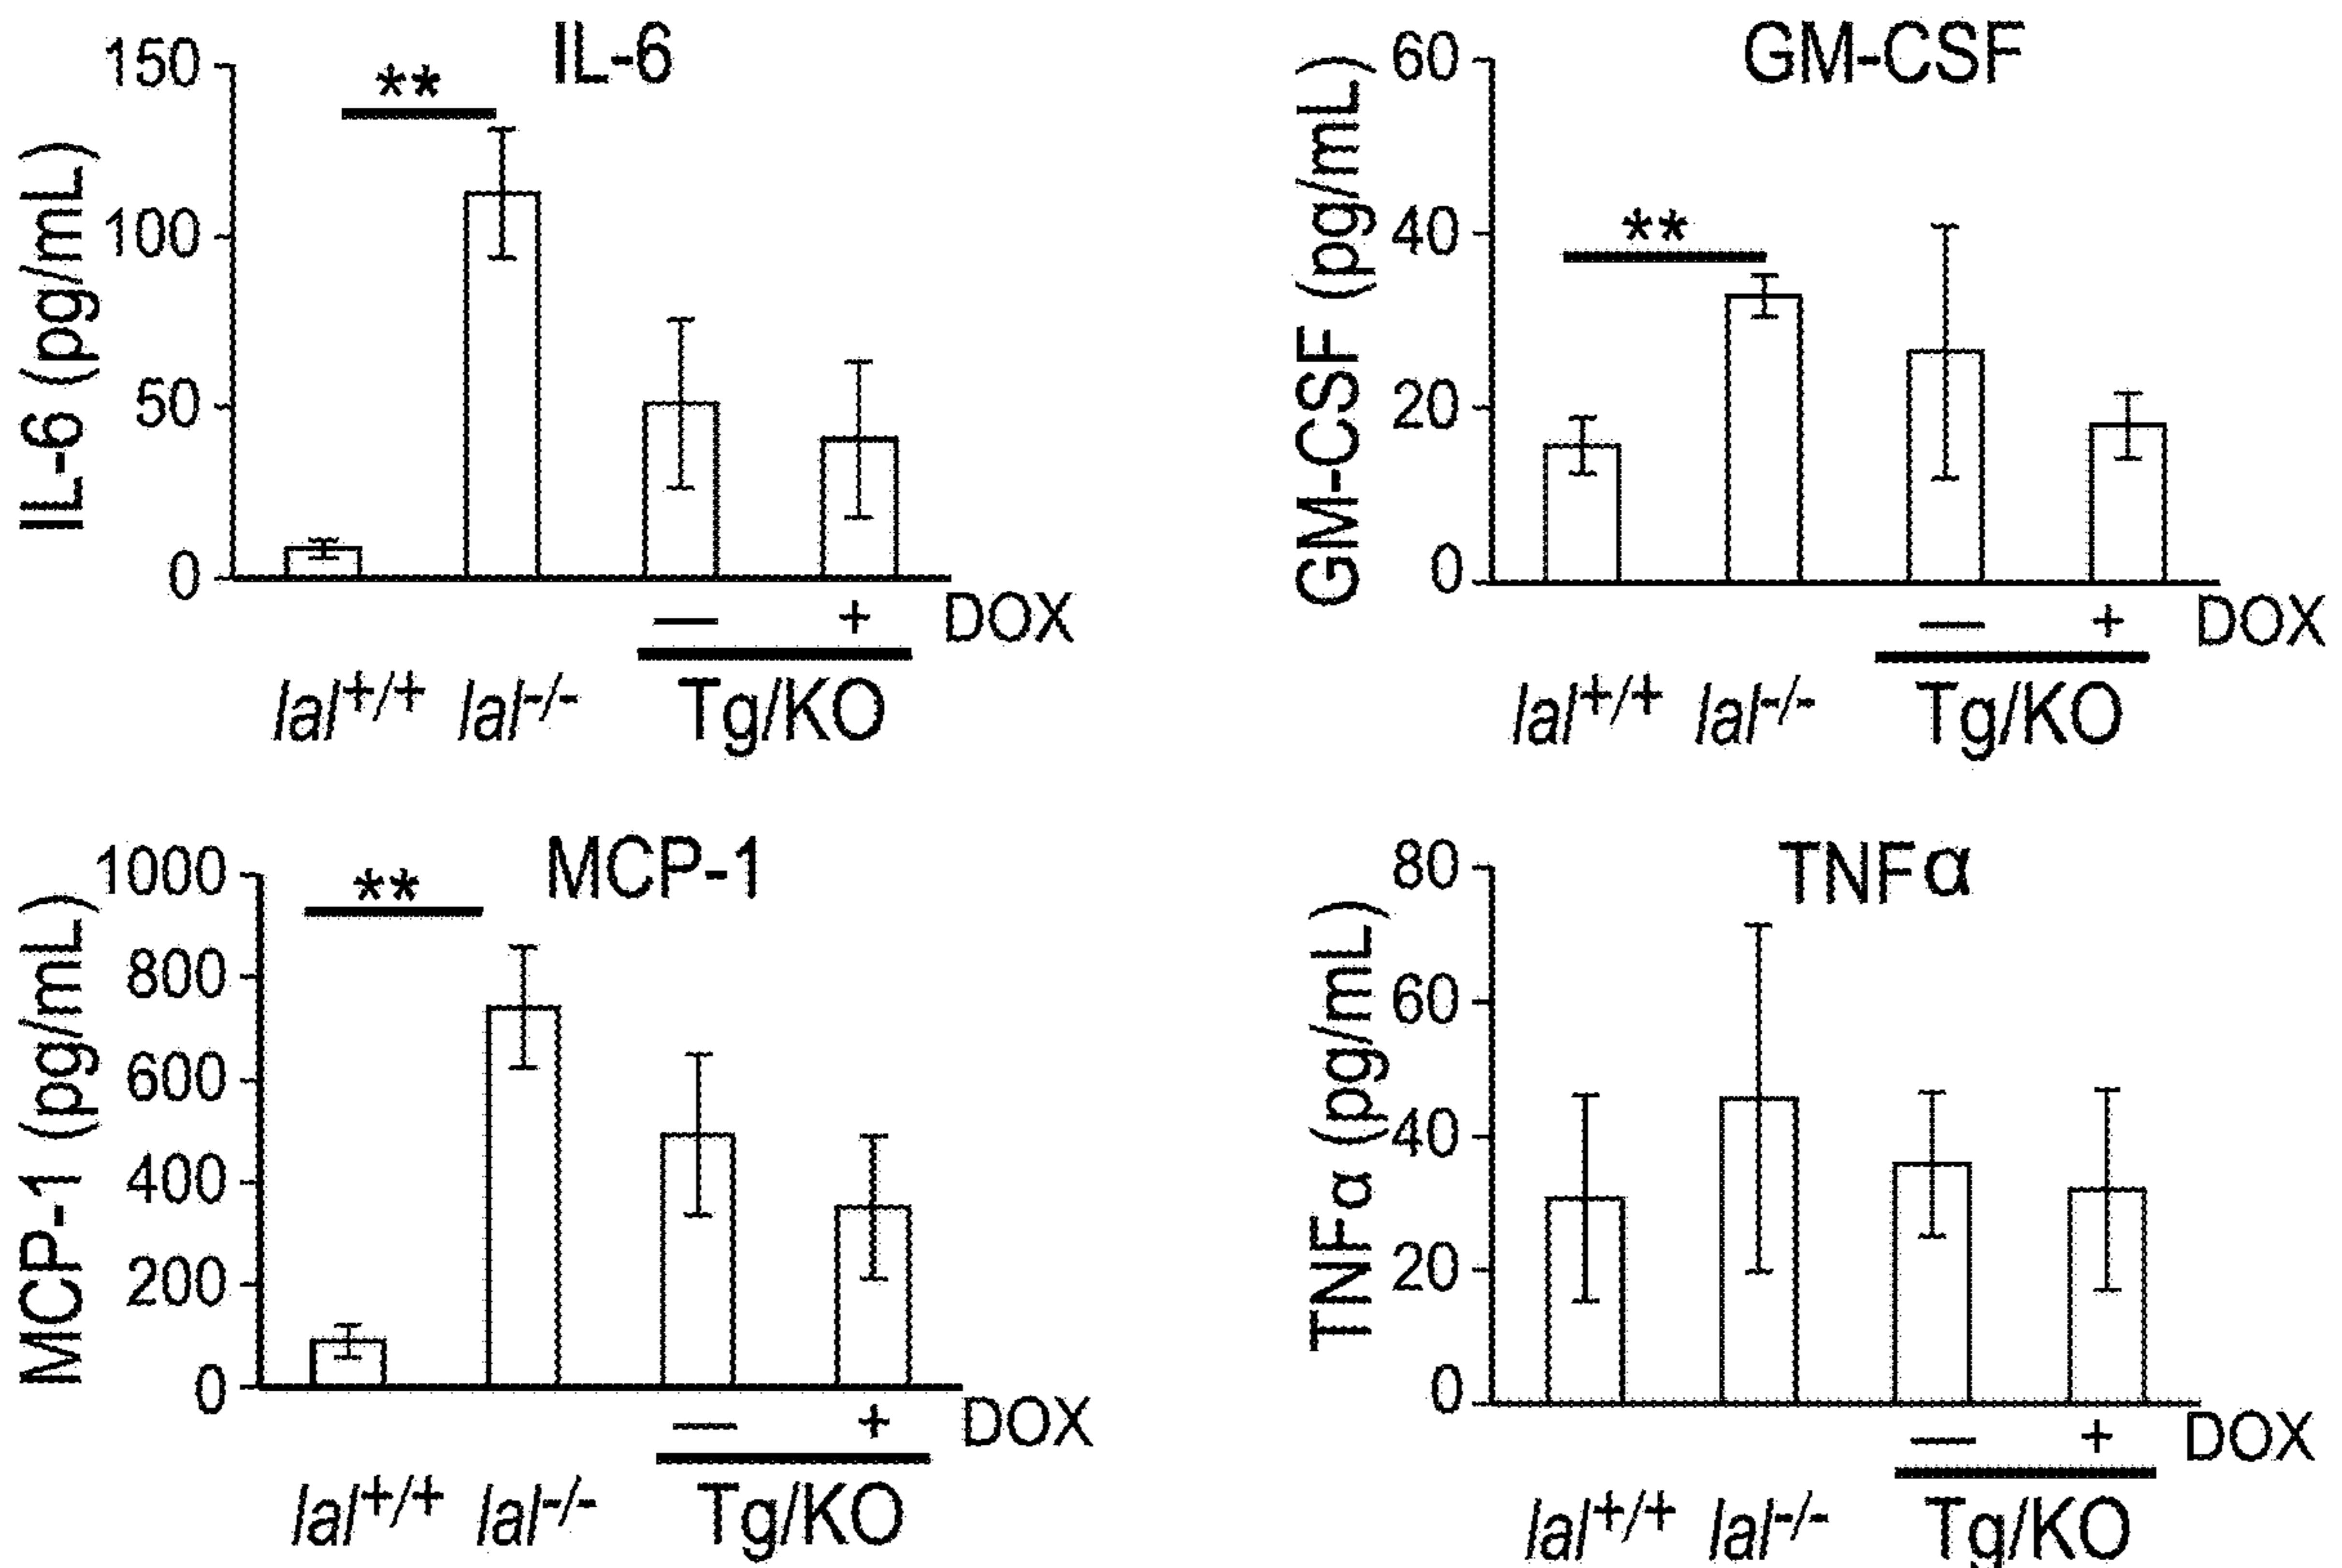 IL-6
**
IL-6 (pg/mL)
150
100
50
0
— + DOX
lal+/+ lal-/- Tg/KO
GM-CSF
**
GM-CSF (pg/mL)
60
40
20
0
— + DOX
lal+/+ lal-/- Tg/KO
MCP-1
**
MCP-1 (pg/mL)
1000
800
600
400
200
0
— + DOX
lal+/+ lal-/- Tg/KO
TNFα
TNFα (pg/mL)
80
60
40
20
0
— + DOX
lal+/+ lal-/- Tg/KO